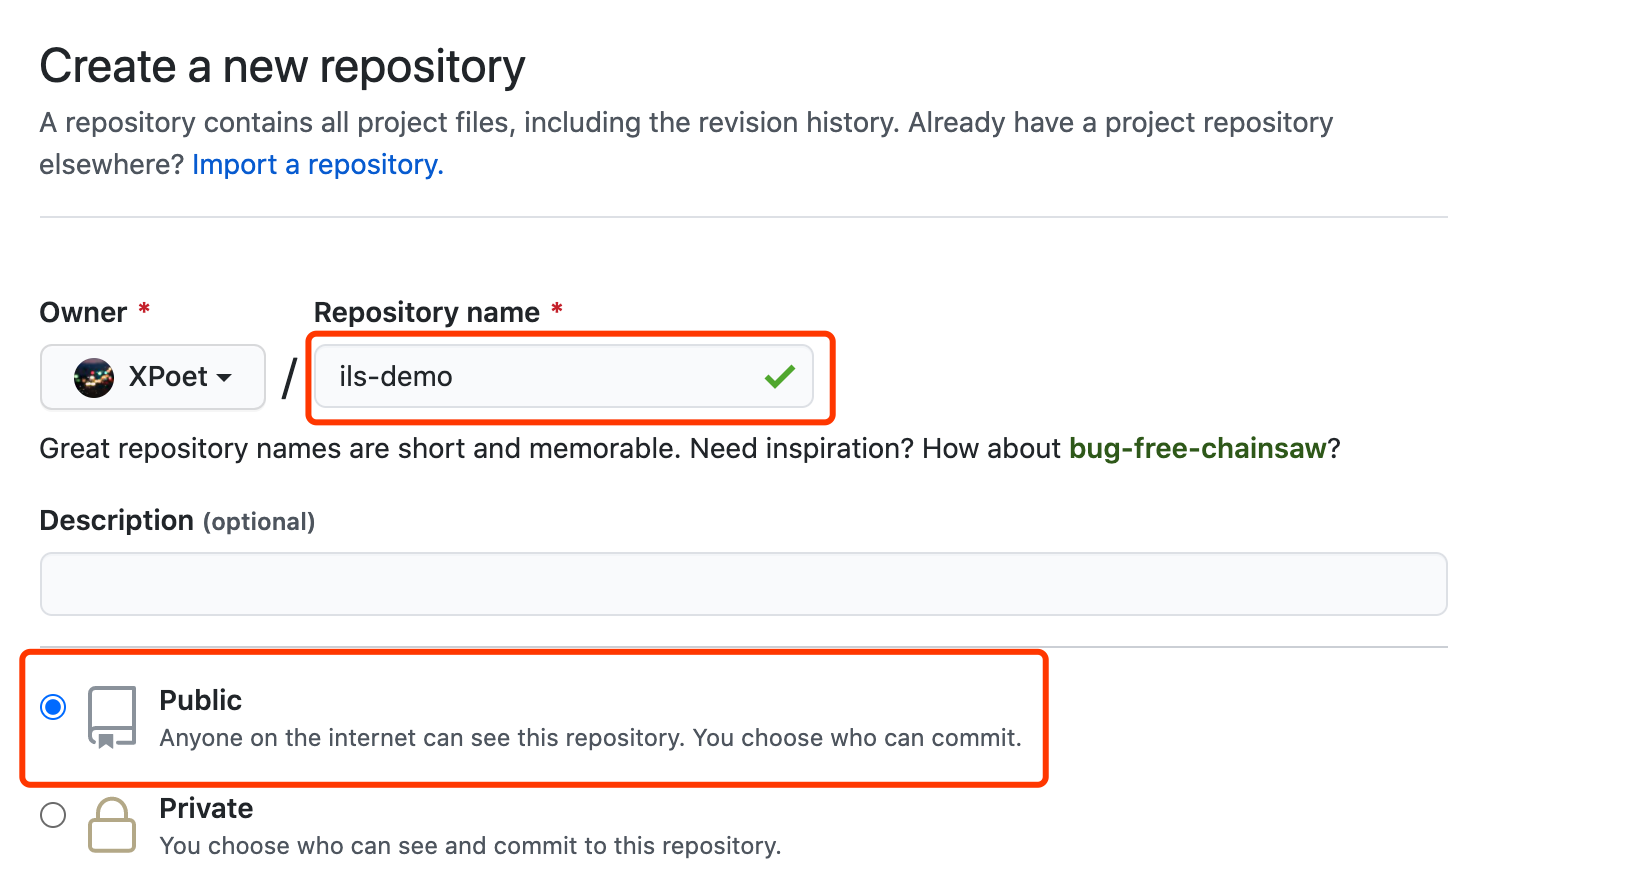 Create a new repository
A repository contains all project files, including the revision history. Already have a project repository
elsewhere? Import a repository.
Owner *
Repository name *
XPoet
/
ils-demo
Great repository names are short and memorable. Need inspiration? How about bug-free-chainsaw?
Description (optional)
Public
Anyone on the internet can see this repository. You choose who can commit.
Private
You choose who can see and commit to this repository.